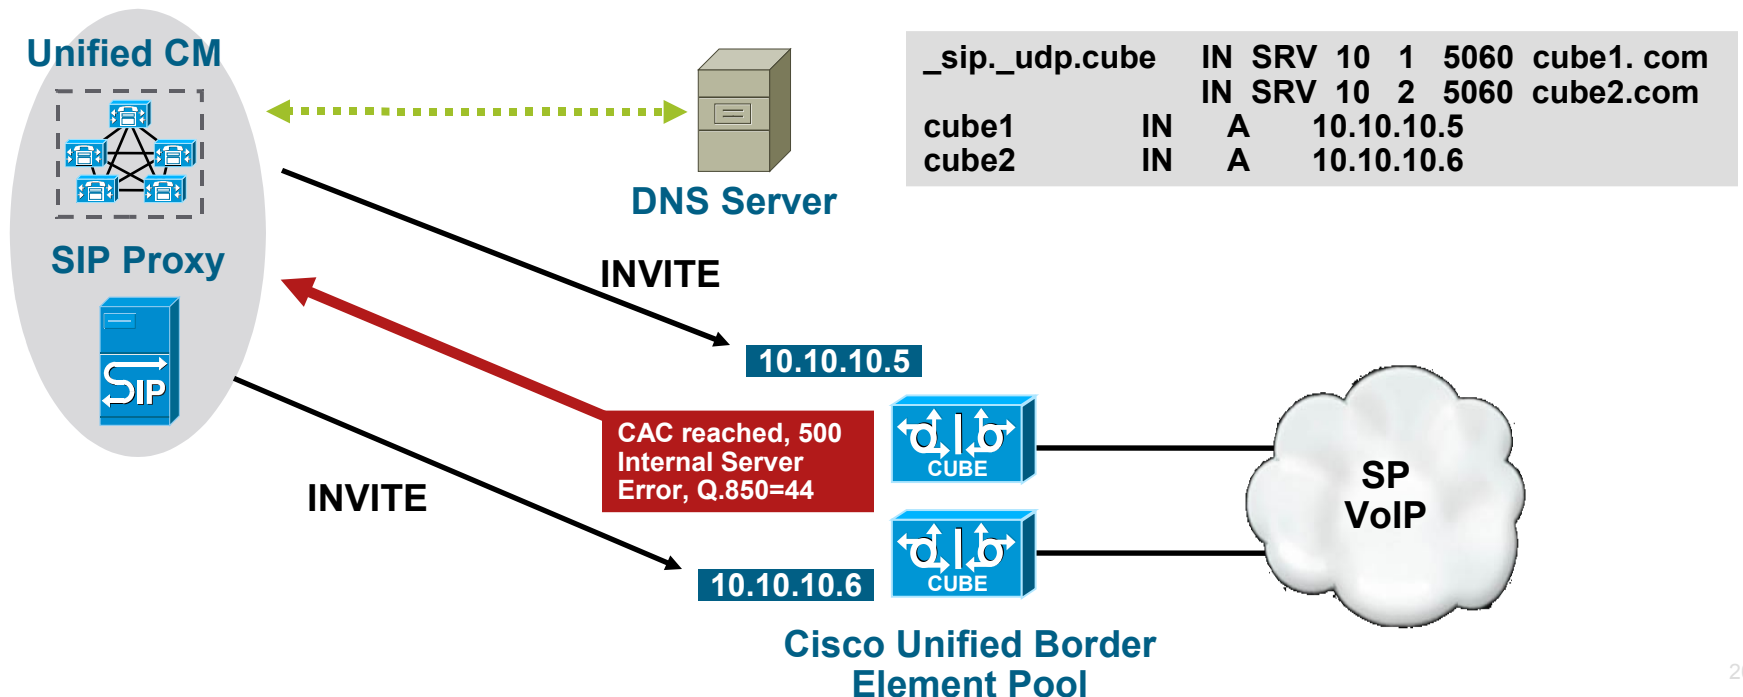 Unified CM
SIP Proxy
SIP
DNS Server
_sip._udp.cube IN SRV 10 1 5060 cube1. com
IN SRV 10 2 5060 cube2.com
cube1 IN A 10.10.10.5
cube2 IN A 10.10.10.6
INVITE
10.10.10.5
CAC reached, 500
Internal Server
Error, Q.850=44
CUBE
INVITE
10.10.10.6
CUBE
SP
VoIP
Cisco Unified Border
Element Pool